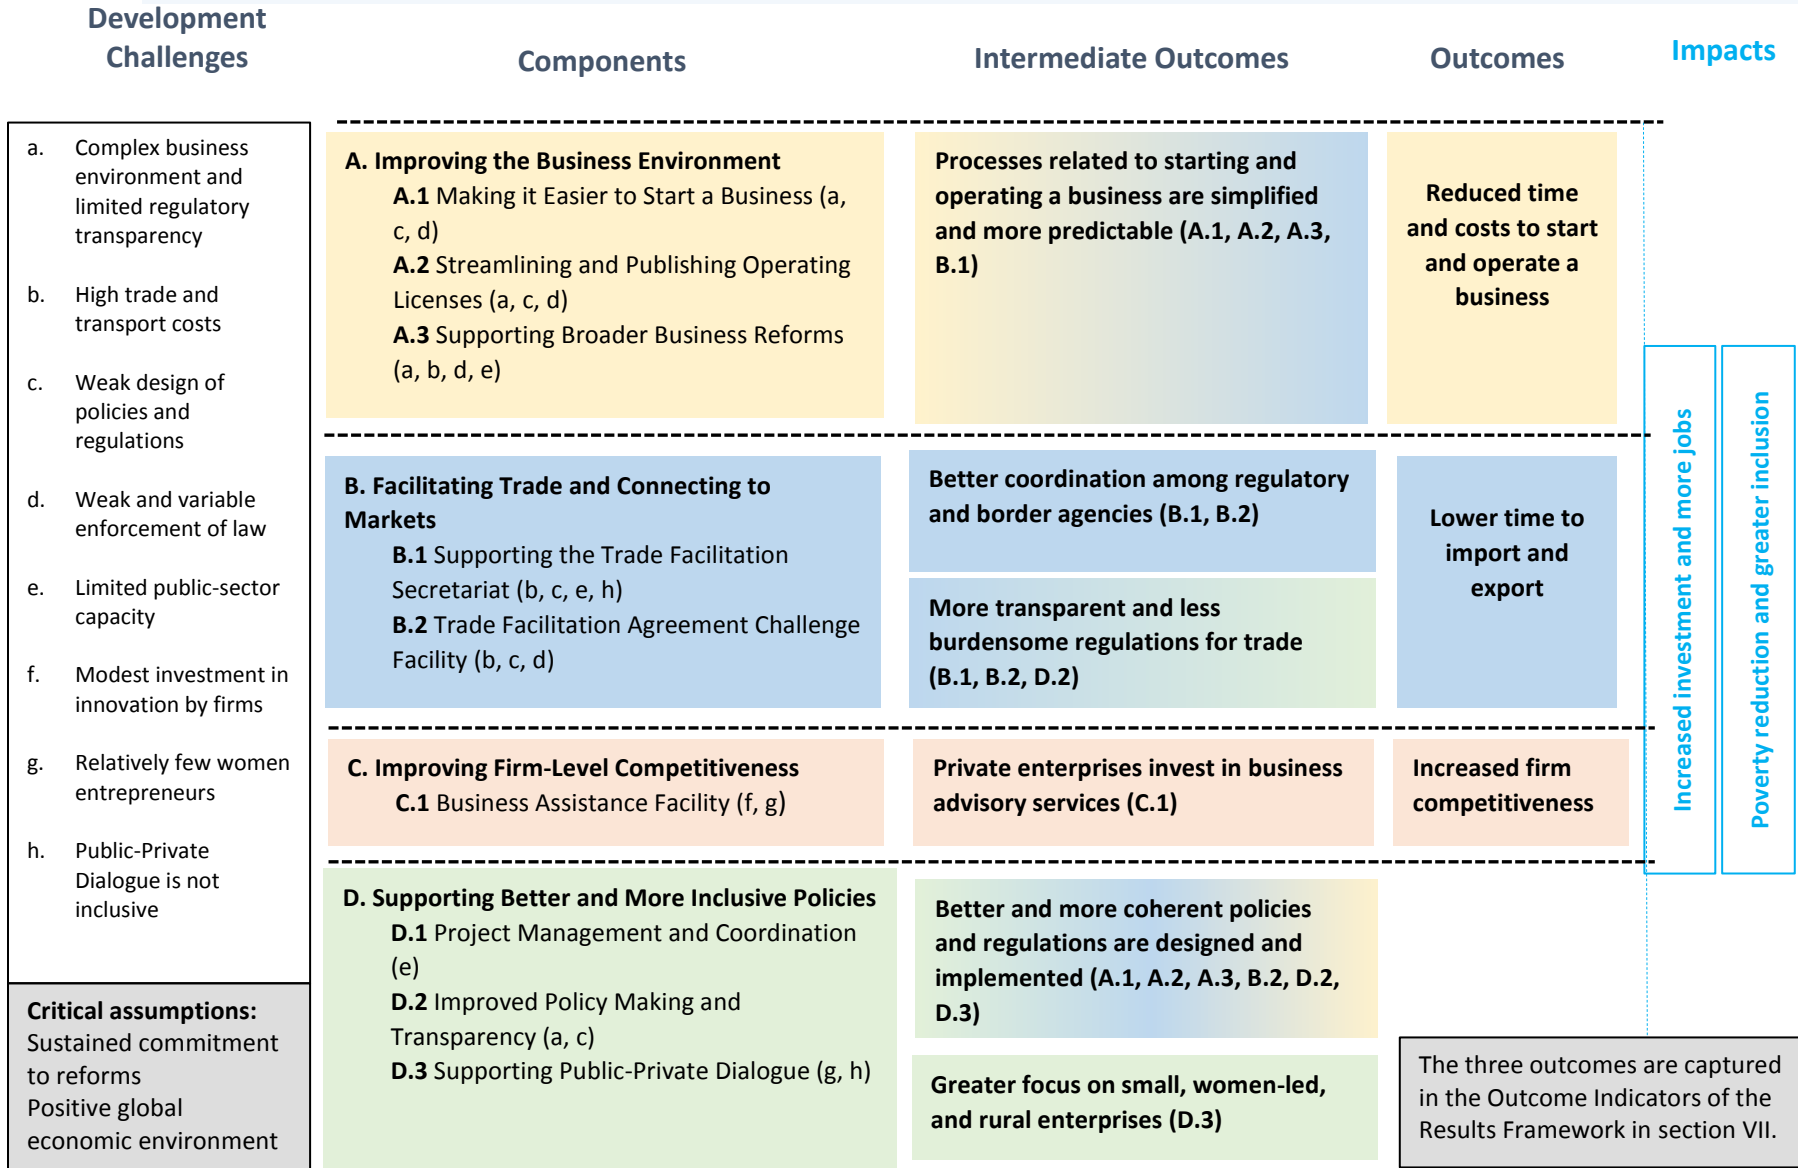 Development
Challenges
Components
Intermediate Outcomes
Outcomes
Impacts
a. Complex business
environment and
limited regulatory
transparency
b. High trade and
transport costs
c. Weak design of
policies and
regulations
d. Weak and variable
enforcement of law
e. Limited public-sector
capacity
f. Modest investment in
innovation by firms
g. Relatively few women
entrepreneurs
h. Public-Private
Dialogue is not
inclusive
Critical assumptions:
Sustained commitment
to reforms
Positive global
economic environment
A. Improving the Business Environment
A.1 Making it Easier to Start a Business (a,
c, d)
A.2 Streamlining and Publishing Operating
Licenses (a, c, d)
A.3 Supporting Broader Business Reforms
(a, b, d, e)
Processes related to starting and
operating a business are simplified
and more predictable (A.1, A.2, A.3,
B.1)
Reduced time
and costs to start
and operate a
business
B. Facilitating Trade and Connecting to
Markets
B.1 Supporting the Trade Facilitation
Secretariat (b, c, e, h)
B.2 Trade Facilitation Agreement Challenge
Facility (b, c, d)
Better coordination among regulatory
and border agencies (B.1, B.2)
More transparent and less
burdensome regulations for trade
(B.1, B.2, D.2)
Lower time to
import and
export
C. Improving Firm-Level Competitiveness
C.1 Business Assistance Facility (f, g)
Private enterprises invest in business
advisory services (C.1)
Increased firm
competitiveness
D. Supporting Better and More Inclusive Policies
D.1 Project Management and Coordination
(e)
D.2 Improved Policy Making and
Transparency (a, c)
D.3 Supporting Public-Private Dialogue (g, h)
Better and more coherent policies
and regulations are designed and
implemented (A.1, A.2, A.3, B.2, D.2,
D.3)
Greater focus on small, women-led,
and rural enterprises (D.3)
Increased investment and more jobs
Poverty reduction and greater inclusion
The three outcomes are captured
in the Outcome Indicators of the
Results Framework in section VII.